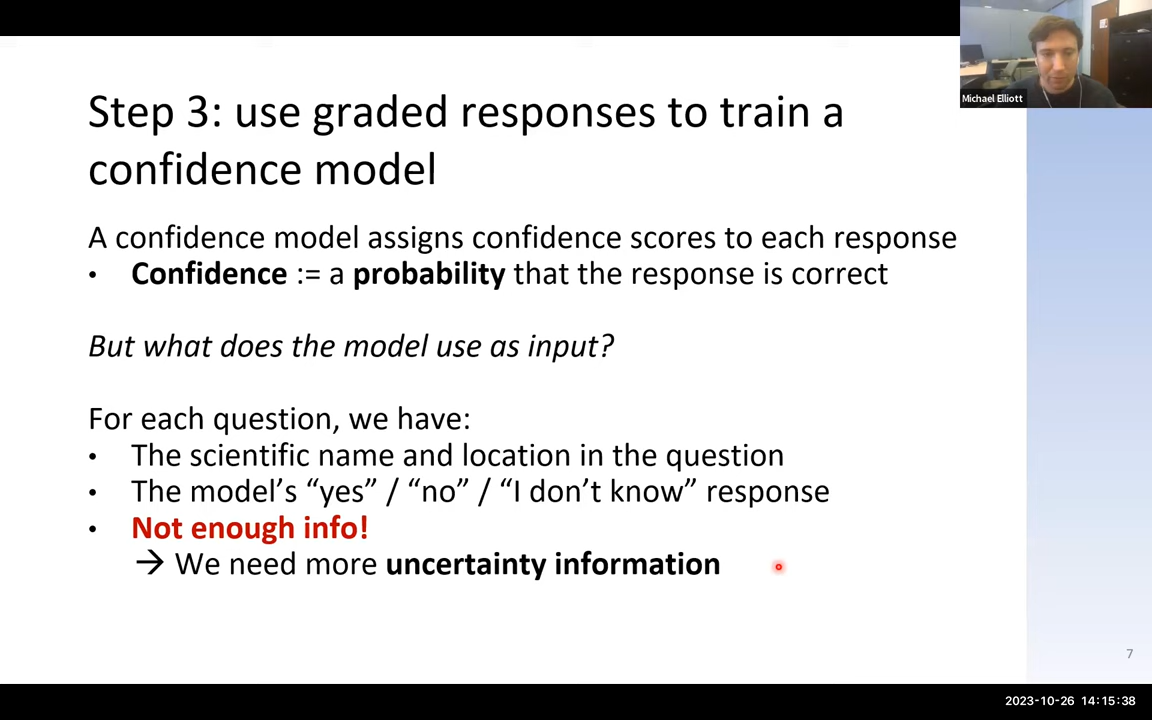 Step 3: use graded responses to train a
confidence model
A confidence model assigns confidence scores to each response
• Confidence := a probability that the response is correct
But what does the model use as input?
For each question, we have:
• The scientific name and location in the question
• The model’s “yes” / “no” / “I don’t know” response
• Not enough info!
→ We need more uncertainty information
Michael Elliott
7
2023-10-26 14:15:38